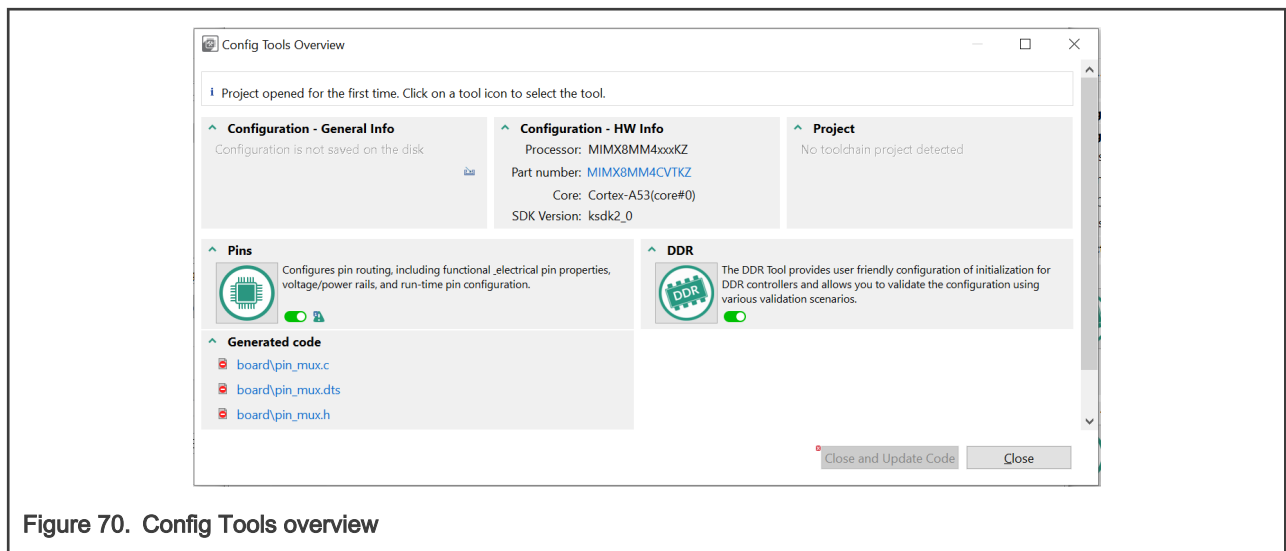 Config Tools Overview
i Project opened for the first time. Click on a tool icon to select the tool.
Configuration - General Info
Configuration is not saved on the disk
Configuration - HW Info
Processor: MIMX8MM4xxxKZ
Part number: MIMX8MM4CVTKZ
Core: Cortex-A53(core#0)
SDK Version: ksdk2_0
Project
No toolchain project detected
Pins
Configures pin routing, including functional _electrical pin properties,
voltage/power rails, and run-time pin configuration.
DDR
DDR
The DDR Tool provides user friendly configuration of initialization for
DDR controllers and allows you to validate the configuration using
various validation scenarios.
Generated code
board\pin_mux.c
board\pin_mux.dts
board\pin_mux.h
Close and Update Code
Close
Figure 70. Config Tools overview